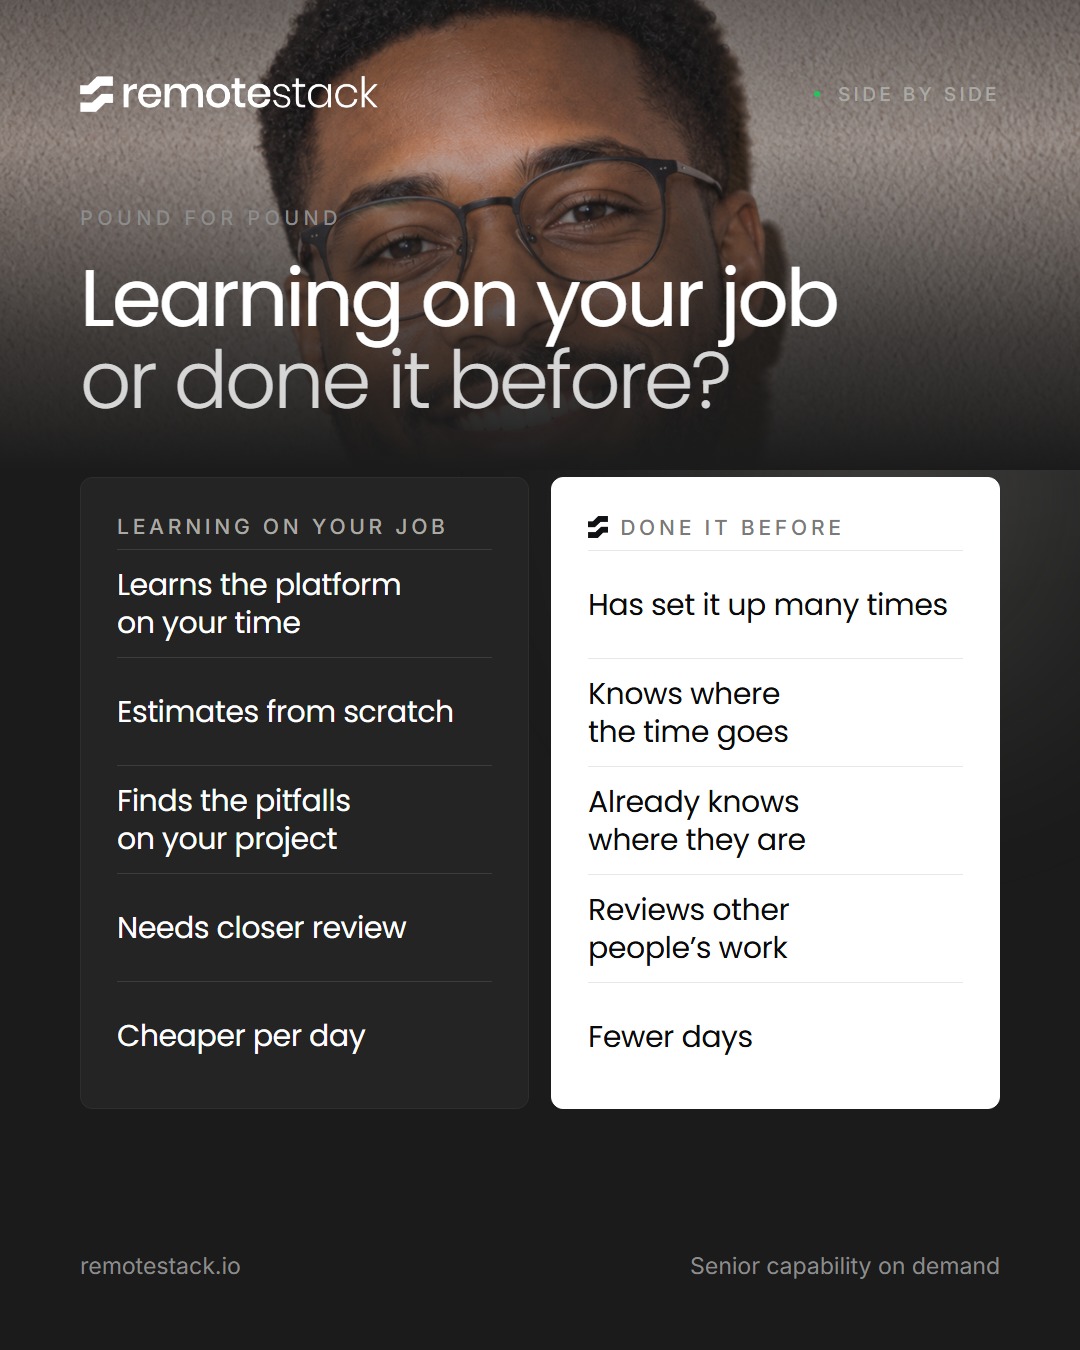 remotestack
SIDE BY SIDE
POUND FOR POUND
Learning on your job
or done it before?
LEARNING ON YOUR JOB
Learns the platform
on your time
Estimates from scratch
Finds the pitfalls
on your project
Needs closer review
Cheaper per day
DONE IT BEFORE
Has set it up many times
Knows where
the time goes
Already knows
where they are
Reviews other
people’s work
Fewer days
remotestack.io
Senior capability on demand